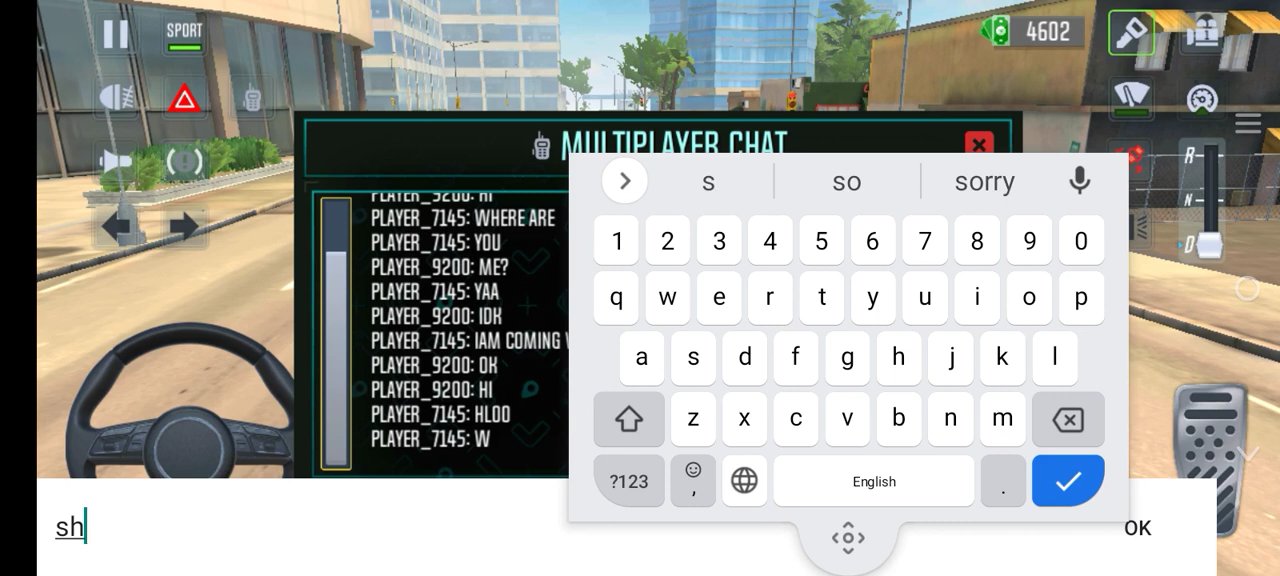 SPORT
4602
MULTIPLAYER CHAT
PLAYER_9200: HI
PLAYER_7145: WHERE ARE
PLAYER_7145: YOU
PLAYER_9200: ME?
PLAYER_7145: YAA
PLAYER_9200: IDK
PLAYER_7145: IAM COMING
PLAYER_9200: OK
PLAYER_9200: HI
PLAYER_7145: HLOO
PLAYER_7145: W
R
N
D
s so sorry
1 2 3 4 5 6 7 8 9 0
q w e r t y u i o p
a s d f g h j k l
z x c v b n m
?123 , English .
sh
OK